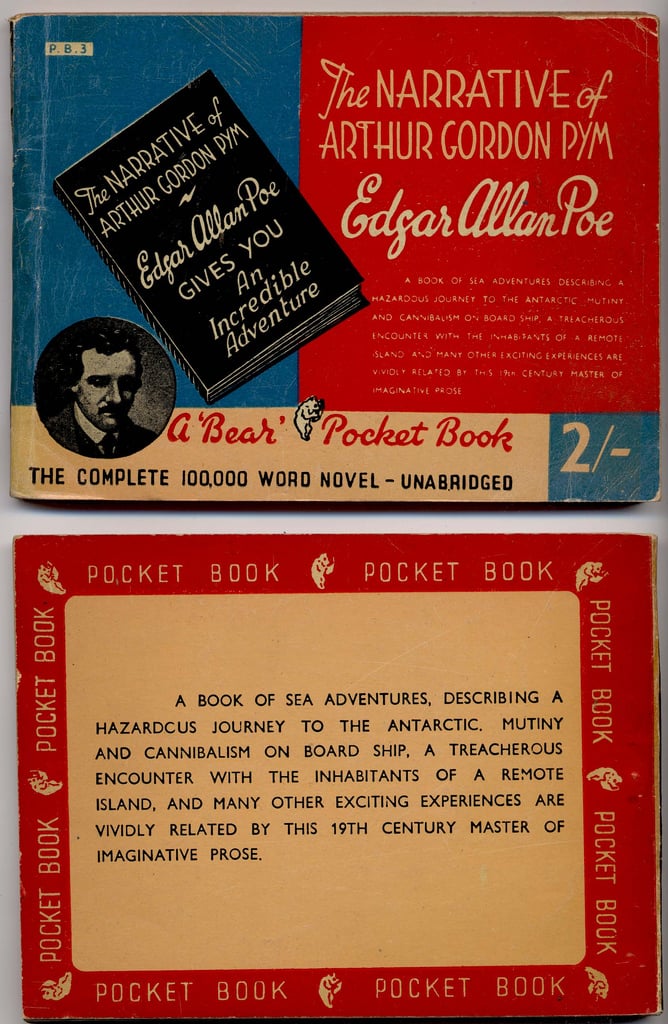 P.B.3
The NARRATIVE of
ARTHUR GORDON PYM
Edgar Allan Poe
GIVES YOU
An
Incredible
Adventure
The NARRATIVE of
ARTHUR GORDON PYM
Edgar Allan Poe
A BOOK OF SEA ADVENTURES DESCRIBING A
HAZARDOUS JOURNEY TO THE ANTARCTIC MUTINY
AND CANNIBALISM ON BOARD SHIP, A TREACHEROUS
ENCOUNTER WITH THE INHABITANTS OF A REMOTE
ISLAND AND MANY OTHER EXCITING EXPERIENCES ARE
VIVIDLY RELATED BY THIS 19th CENTURY MASTER OF
IMAGINATIVE PROSE
A 'Bear' Pocket Book
2/-
THE COMPLETE 100,000 WORD NOVEL - UNABRIDGED
POCKET BOOK POCKET BOOK
POCKET BOOK
POCKET BOOK
POCKET BOOK
POCKET BOOK
A BOOK OF SEA ADVENTURES, DESCRIBING A
HAZARDCUS JOURNEY TO THE ANTARCTIC. MUTINY
AND CANNIBALISM ON BOARD SHIP, A TREACHEROUS
ENCOUNTER WITH THE INHABITANTS OF A REMOTE
ISLAND, AND MANY OTHER EXCITING EXPERIENCES ARE
VIVIDLY RELATED BY THIS 19TH CENTURY MASTER OF
IMAGINATIVE PROSE.
POCKET BOOK POCKET BOOK